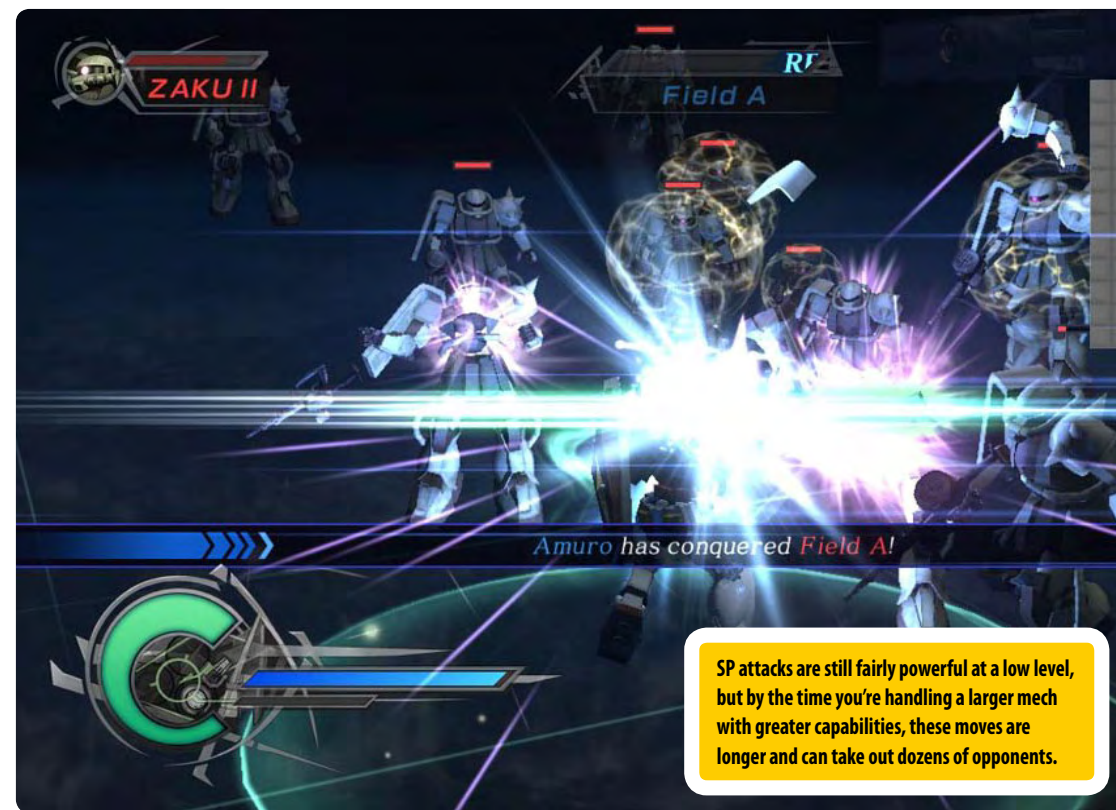 ZAKU II
Field A
Amuro has conquered Field A!
SP attacks are still fairly powerful at a low level,
but by the time you're handling a larger mech
with greater capabilities, these moves are
longer and can take out dozens of opponents.